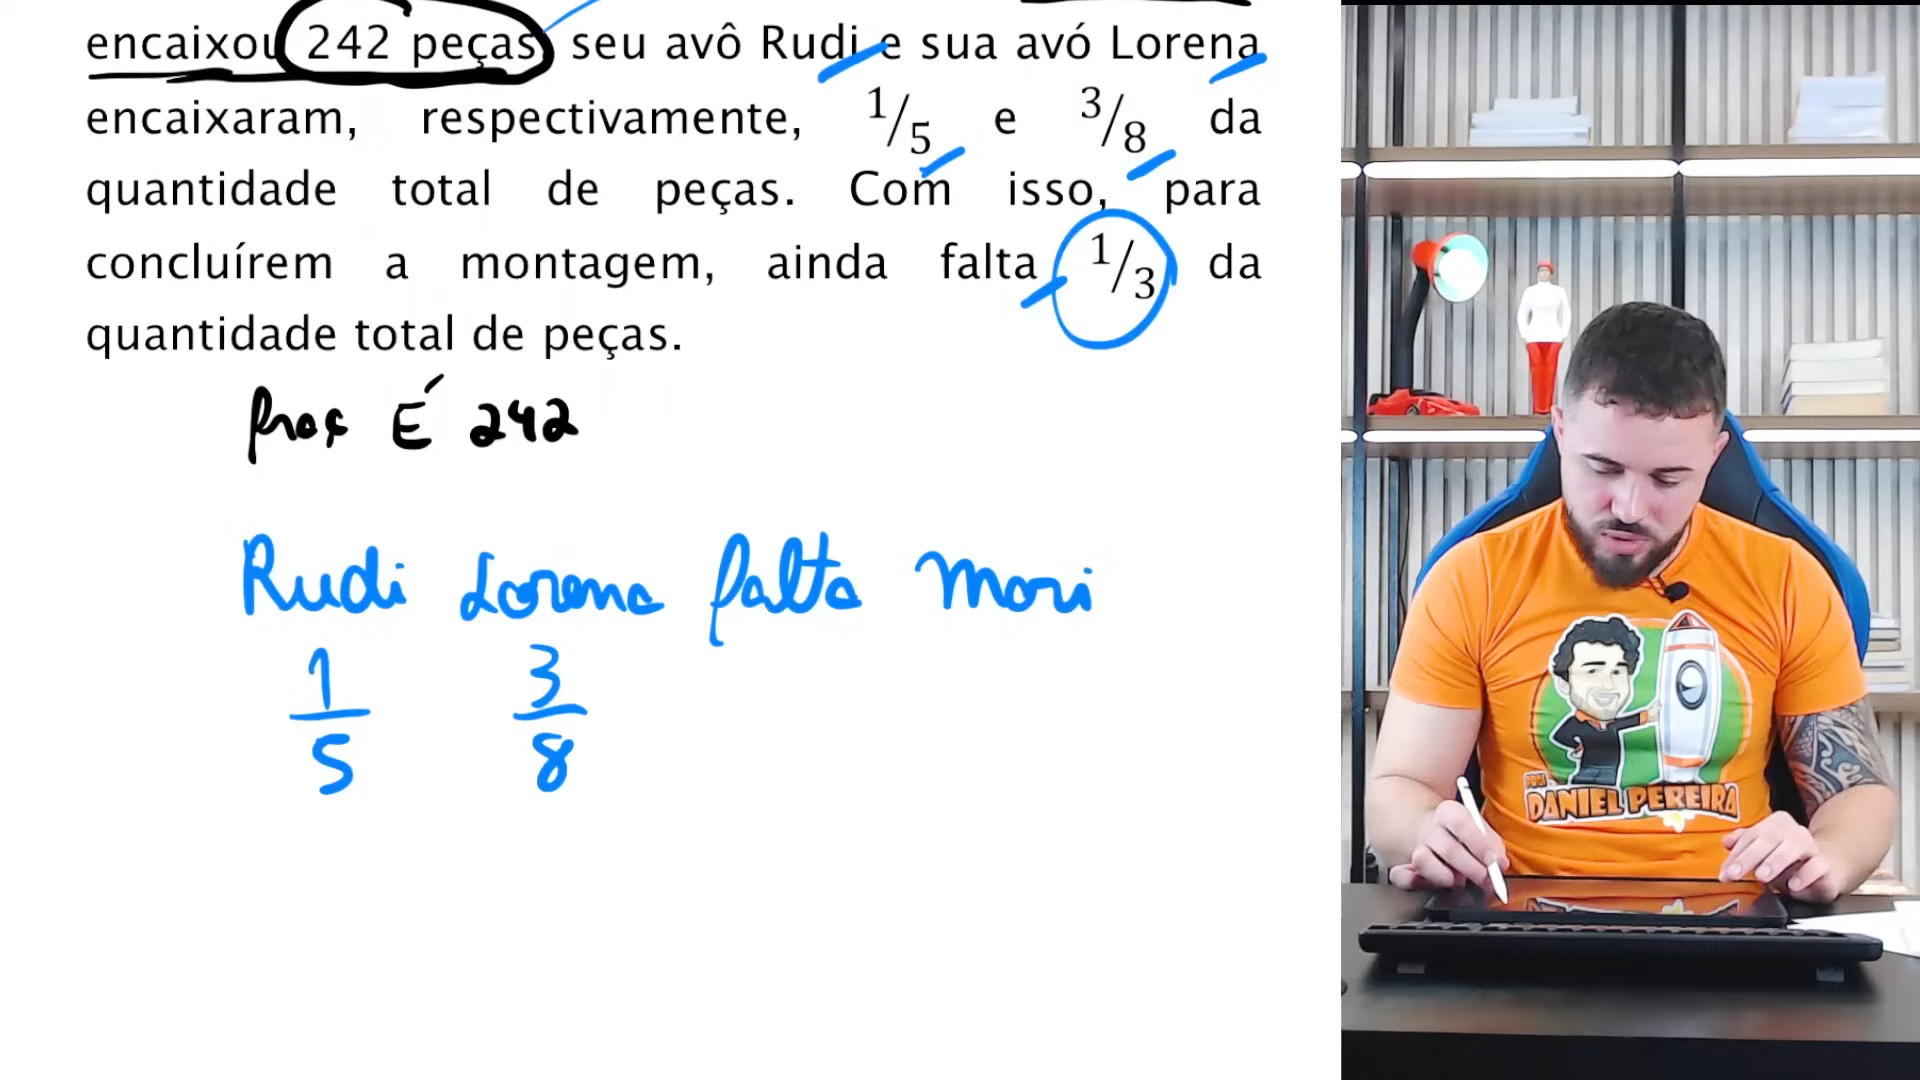 encaixou 242 peças, seu avô Rudi e sua avó Lorena
encaixaram, respectivamente, 1/5 e 3/8 da
quantidade total de peças. Com isso, para
concluírem a montagem, ainda falta 1/3 da
quantidade total de peças.
É 242
Rudi Lorena falta Mari
1 3
5 8
DANIEL PEREIRA